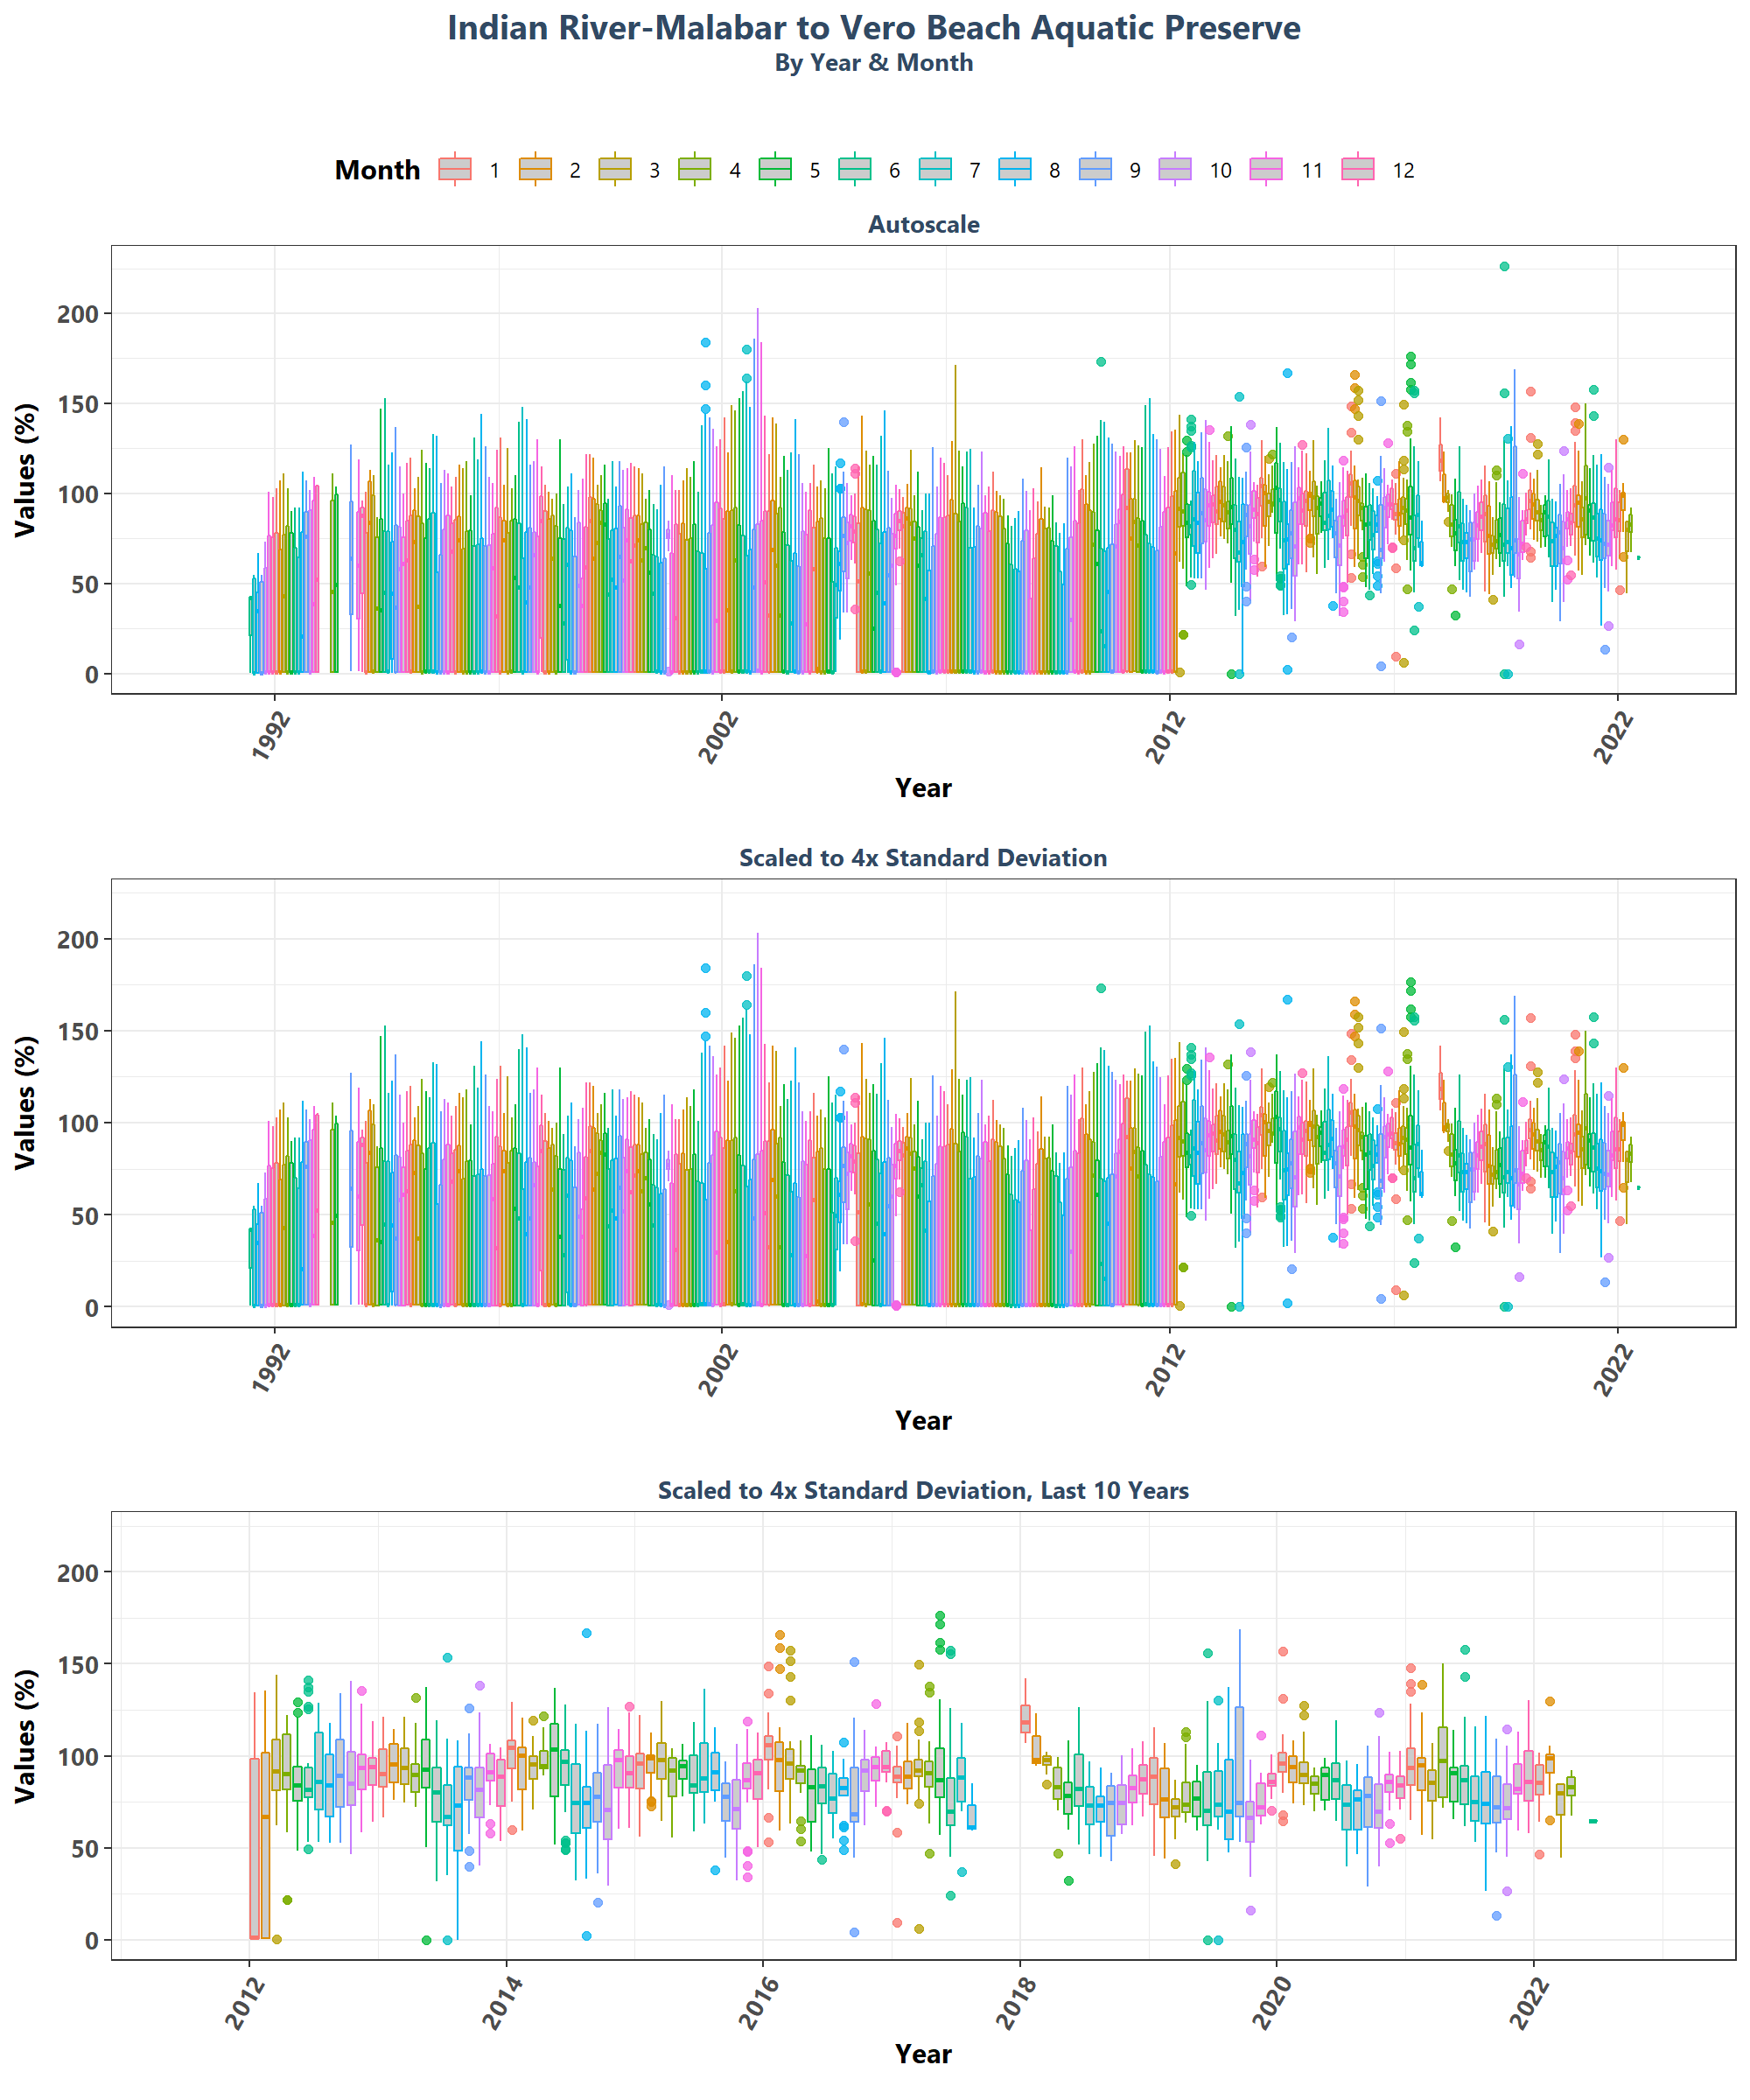 Indian River-Malabar to Vero Beach Aquatic Preserve
By Year & Month
Month 1 2 3 4 5 6 7 8 9 10 11 12
Autoscale
Values (%)
200
150
100
50
0
1992 2002 2012 2022
Year
Scaled to 4x Standard Deviation
Values (%)
200
150
100
50
0
1992 2002 2012 2022
Year
Scaled to 4x Standard Deviation, Last 10 Years
Values (%)
200
150
100
50
0
2012 2014 2016 2018 2020 2022
Year